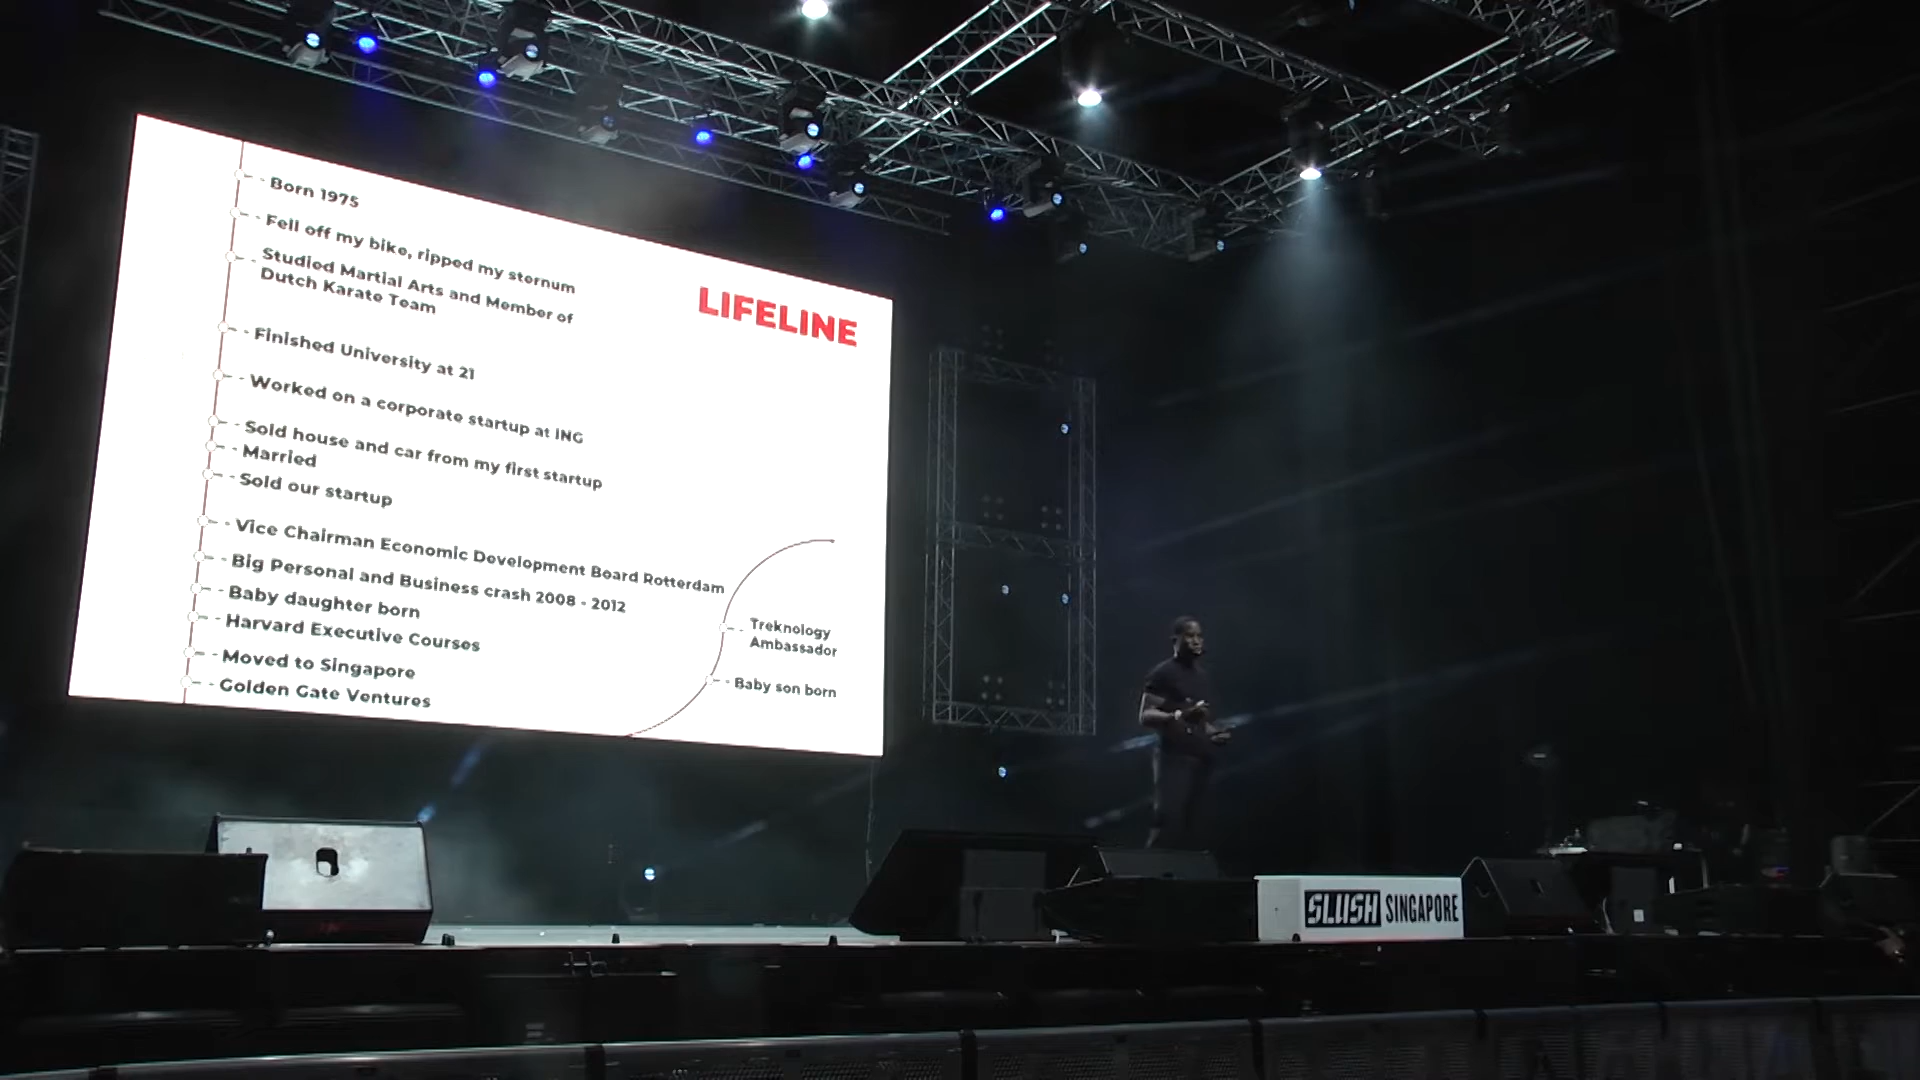 Born 1975
Fell off my bike, ripped my sternum
Studied Martial Arts and Member of
Dutch Karate Team
LIFELINE
Finished University at 21
Worked on a corporate startup at ING
Sold house and car from my first startup
Married
Sold our startup
Vice Chairman Economic Development Board Rotterdam
Big Personal and Business crash 2008 - 2012
Baby daughter born
Harvard Executive Courses
Moved to Singapore
Golden Gate Ventures
Treknology
Ambassador
Baby son born
SLUSH SINGAPORE